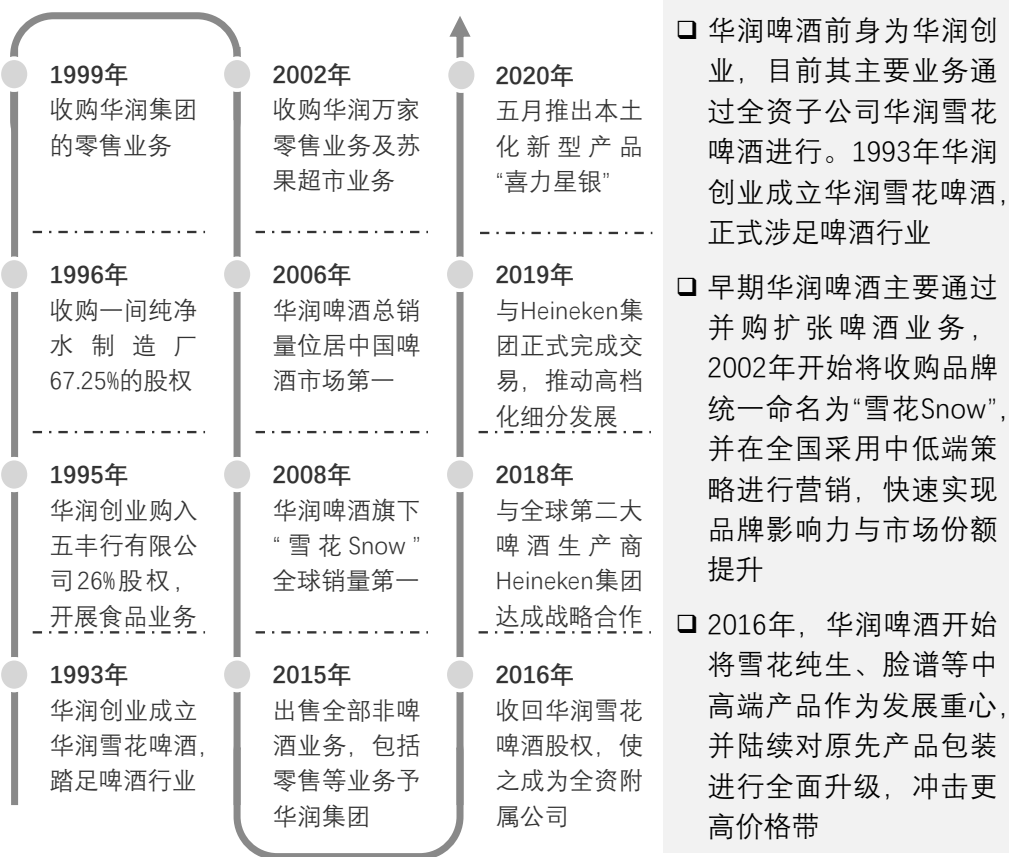 1999年
收购华润集团
的零售业务
2002年
收购华润万家
零售业务及苏
果超市业务
2020年
五月推出本土
化新型产品
“喜力星银”
1996年
收购一间纯净
水制造厂
67.25%的股权
2006年
华润啤酒总销
量位居中国啤
酒市场第一
2019年
与Heineken集
团正式完成交
易，推动高档
化细分发展
1995年
华润创业购入
五丰行有限公
司26%股权，
开展食品业务
2008年
华润啤酒旗下
“雪花Snow”
全球销量第一
2018年
与全球第二大
啤酒生产商
Heineken集团
达成战略合作
1993年
华润创业成立
华润雪花啤酒，
踏足啤酒行业
2015年
出售全部非啤
酒业务，包括
零售等业务予
华润集团
2016年
收回华润雪花
啤酒股权，使
之成为全资附
属公司
华润啤酒前身为华润创
业，目前其主要业务通
过全资子公司华润雪花
啤酒进行。1993年华润
创业成立华润雪花啤酒，
正式涉足啤酒行业
早期华润啤酒主要通过
并购扩张啤酒业务，
2002年开始将收购品牌
统一命名为“雪花Snow”，
并在全国采用中低端策
略进行营销，快速实现
品牌影响力与市场份额
提升
2016年，华润啤酒开始
将雪花纯生、脸谱等中
高端产品作为发展重心，
并陆续对原先产品包装
进行全面升级，冲击更
高价格带